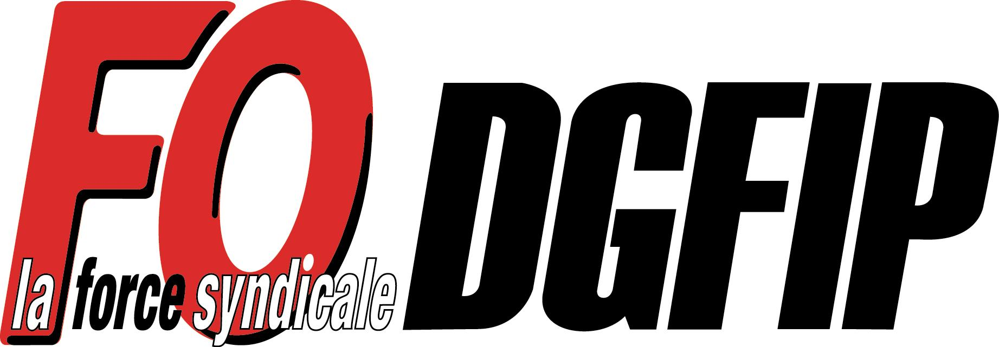 FO DGFIP
la force syndicale